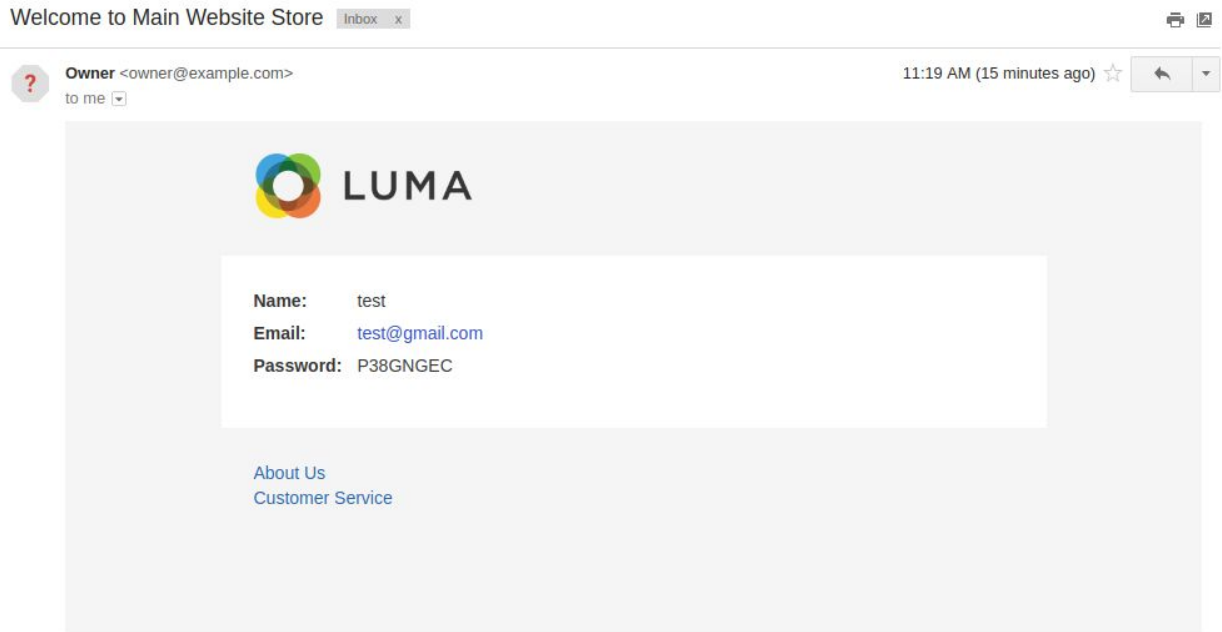 Welcome to Main Website Store Inbox x
Owner <owner@example.com> 11:19 AM (15 minutes ago)
to me
LUMA
Name: test
Email: test@gmail.com
Password: P38GNGEC
About Us
Customer Service